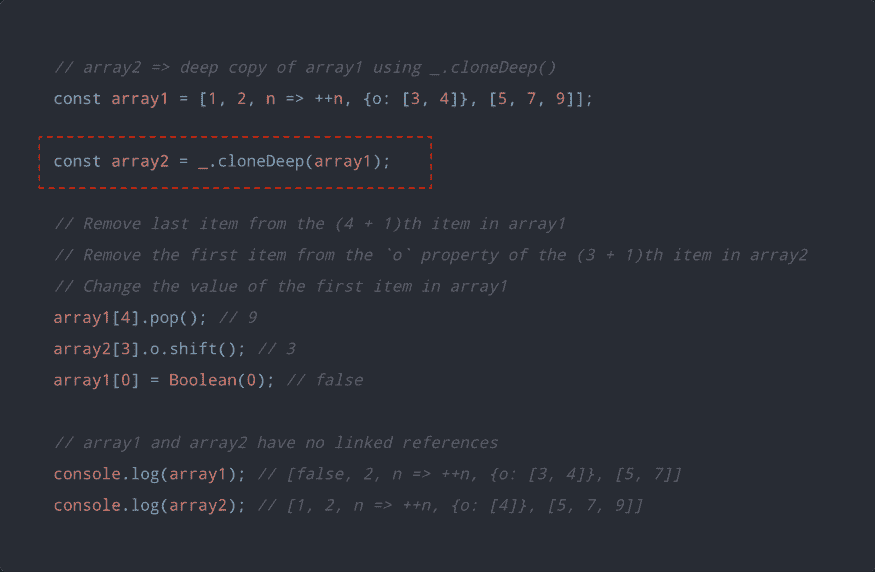 // array2 => deep copy of array1 using _.cloneDeep()
const array1 = [1, 2, n => ++n, {o: [3, 4]}, [5, 7, 9]];
const array2 = _.cloneDeep(array1);
// Remove last item from the (4 + 1)th item in array1
// Remove the first item from the `o` property of the (3 + 1)th item in array2
// Change the value of the first item in array1
array1[4].pop(); // 9
array2[3].o.shift(); // 3
array1[0] = Boolean(0); // false
// array1 and array2 have no linked references
console.log(array1); // [false, 2, n => ++n, {o: [3, 4]}, [5, 7]]
console.log(array2); // [1, 2, n => ++n, {o: [4]}, [5, 7, 9]]